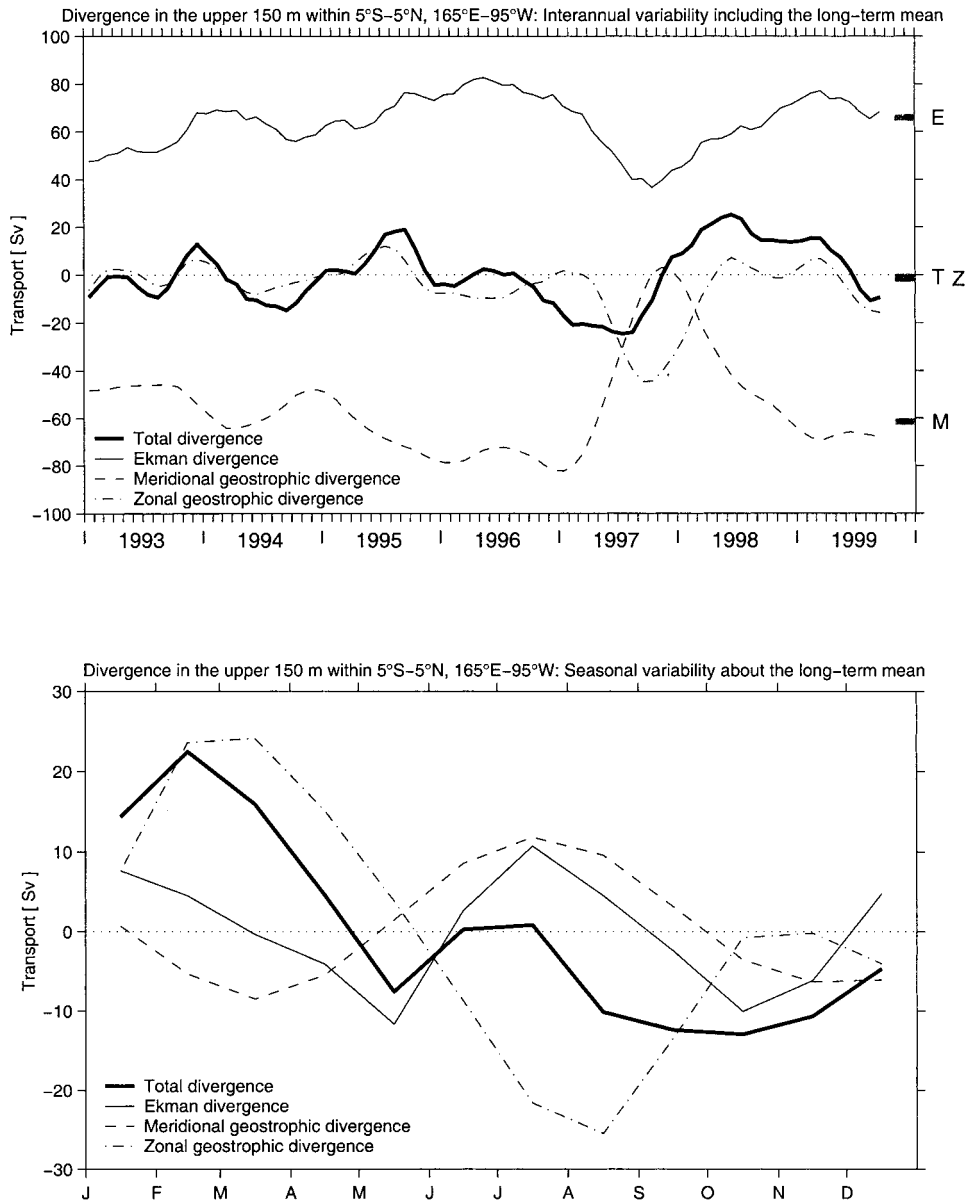 Divergence in the upper 150 m within 5°S–5°N, 165°E–95°W: Interannual variability including the long–term mean
100
80
60
40
20
0
−20
−40
−60
−80
−100
Transport [ Sv ]
E
T Z
M
Total divergence
Ekman divergence
Meridional geostrophic divergence
Zonal geostrophic divergence
1993 1994 1995 1996 1997 1998 1999
Divergence in the upper 150 m within 5°S–5°N, 165°E–95°W: Seasonal variability about the long–term mean
30
20
10
0
−10
−20
−30
Transport [ Sv ]
Total divergence
Ekman divergence
Meridional geostrophic divergence
Zonal geostrophic divergence
J F M A M J J A S O N D